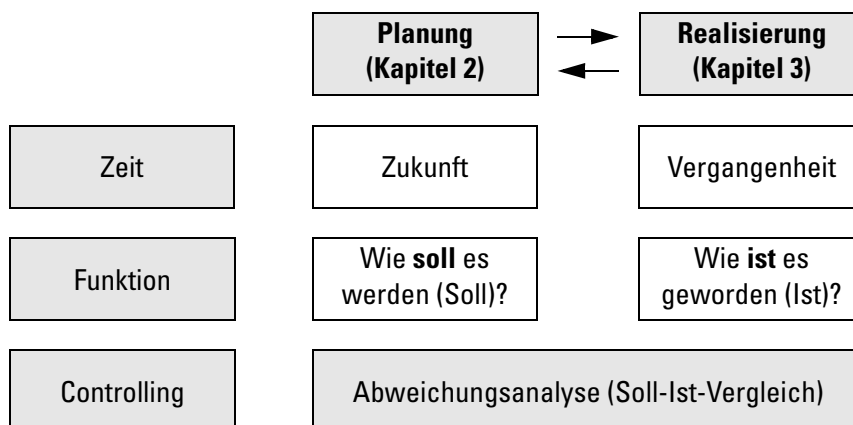 Planung
(Kapitel 2)
Realisierung
(Kapitel 3)
Zeit
Zukunft
Vergangenheit
Funktion
Wie soll es
werden (Soll)?
Wie ist es
geworden (Ist)?
Controlling
Abweichungsanalyse (Soll-Ist-Vergleich)